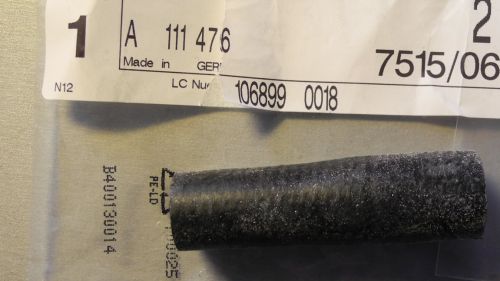 1
2
A 111 476
Made in GER
7515/06
N12
LC Nu
106899 0018
PE-LD
B400130014